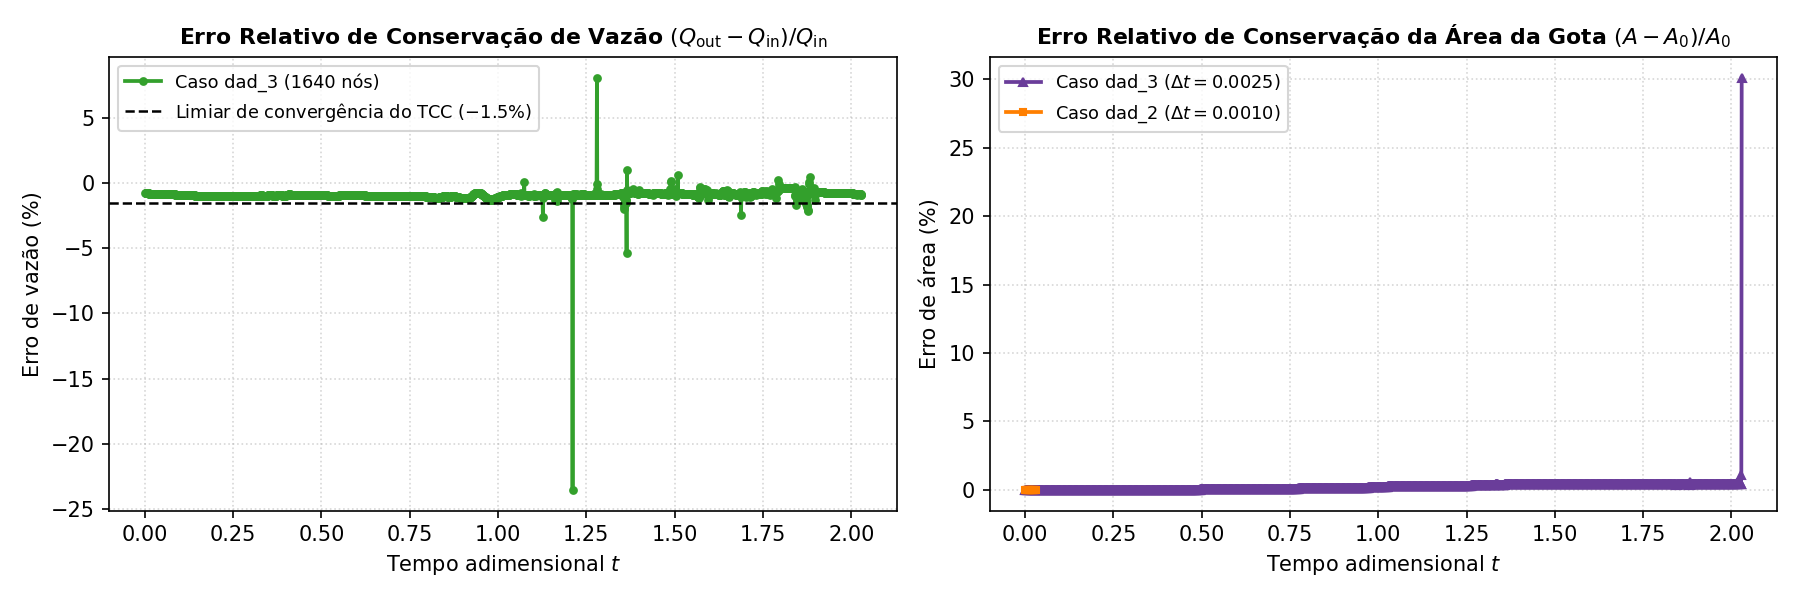 Erro Relativo de Conservação de Vazão (Q_out − Q_in)/Q_in
Caso dad_3 (1640 nós)
Limiar de convergência do TCC (−1.5%)
Erro de vazão (%)
5
0
−5
−10
−15
−20
−25
0.00 0.25 0.50 0.75 1.00 1.25 1.50 1.75 2.00
Tempo adimensional t
Erro Relativo de Conservação da Área da Gota (A − A_0)/A_0
Caso dad_3 (Δt = 0.0025)
Caso dad_2 (Δt = 0.0010)
Erro de área (%)
30
25
20
15
10
5
0
0.00 0.25 0.50 0.75 1.00 1.25 1.50 1.75 2.00
Tempo adimensional t